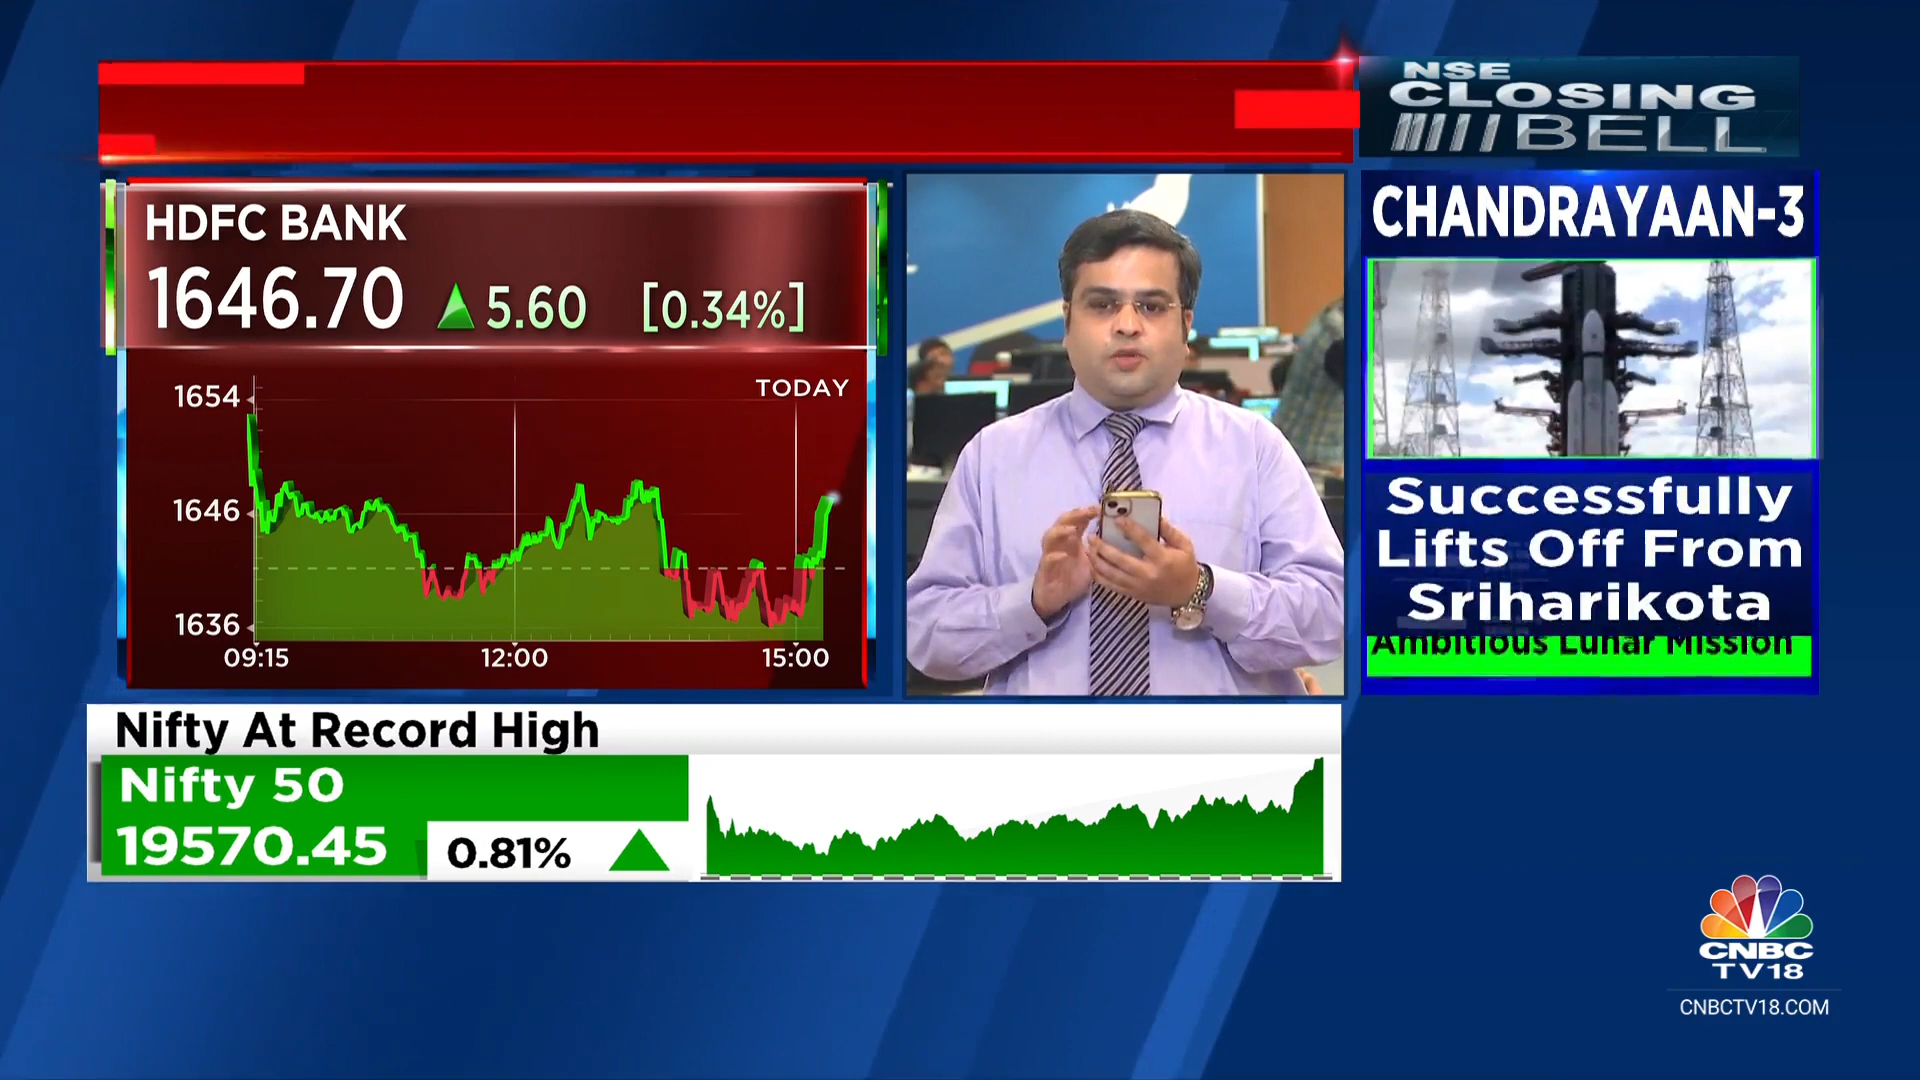 NSE
CLOSING
BELL
HDFC BANK
1646.70 ▲ 5.60 [0.34%]
TODAY
1654
1646
1636
09:15 12:00 15:00
CHANDRAYAAN-3
Successfully
Lifts Off From
Sriharikota
Ambitious Lunar Mission
Nifty At Record High
Nifty 50
19570.45 0.81% ▲
CNBC
TV18
CNBCTV18.COM